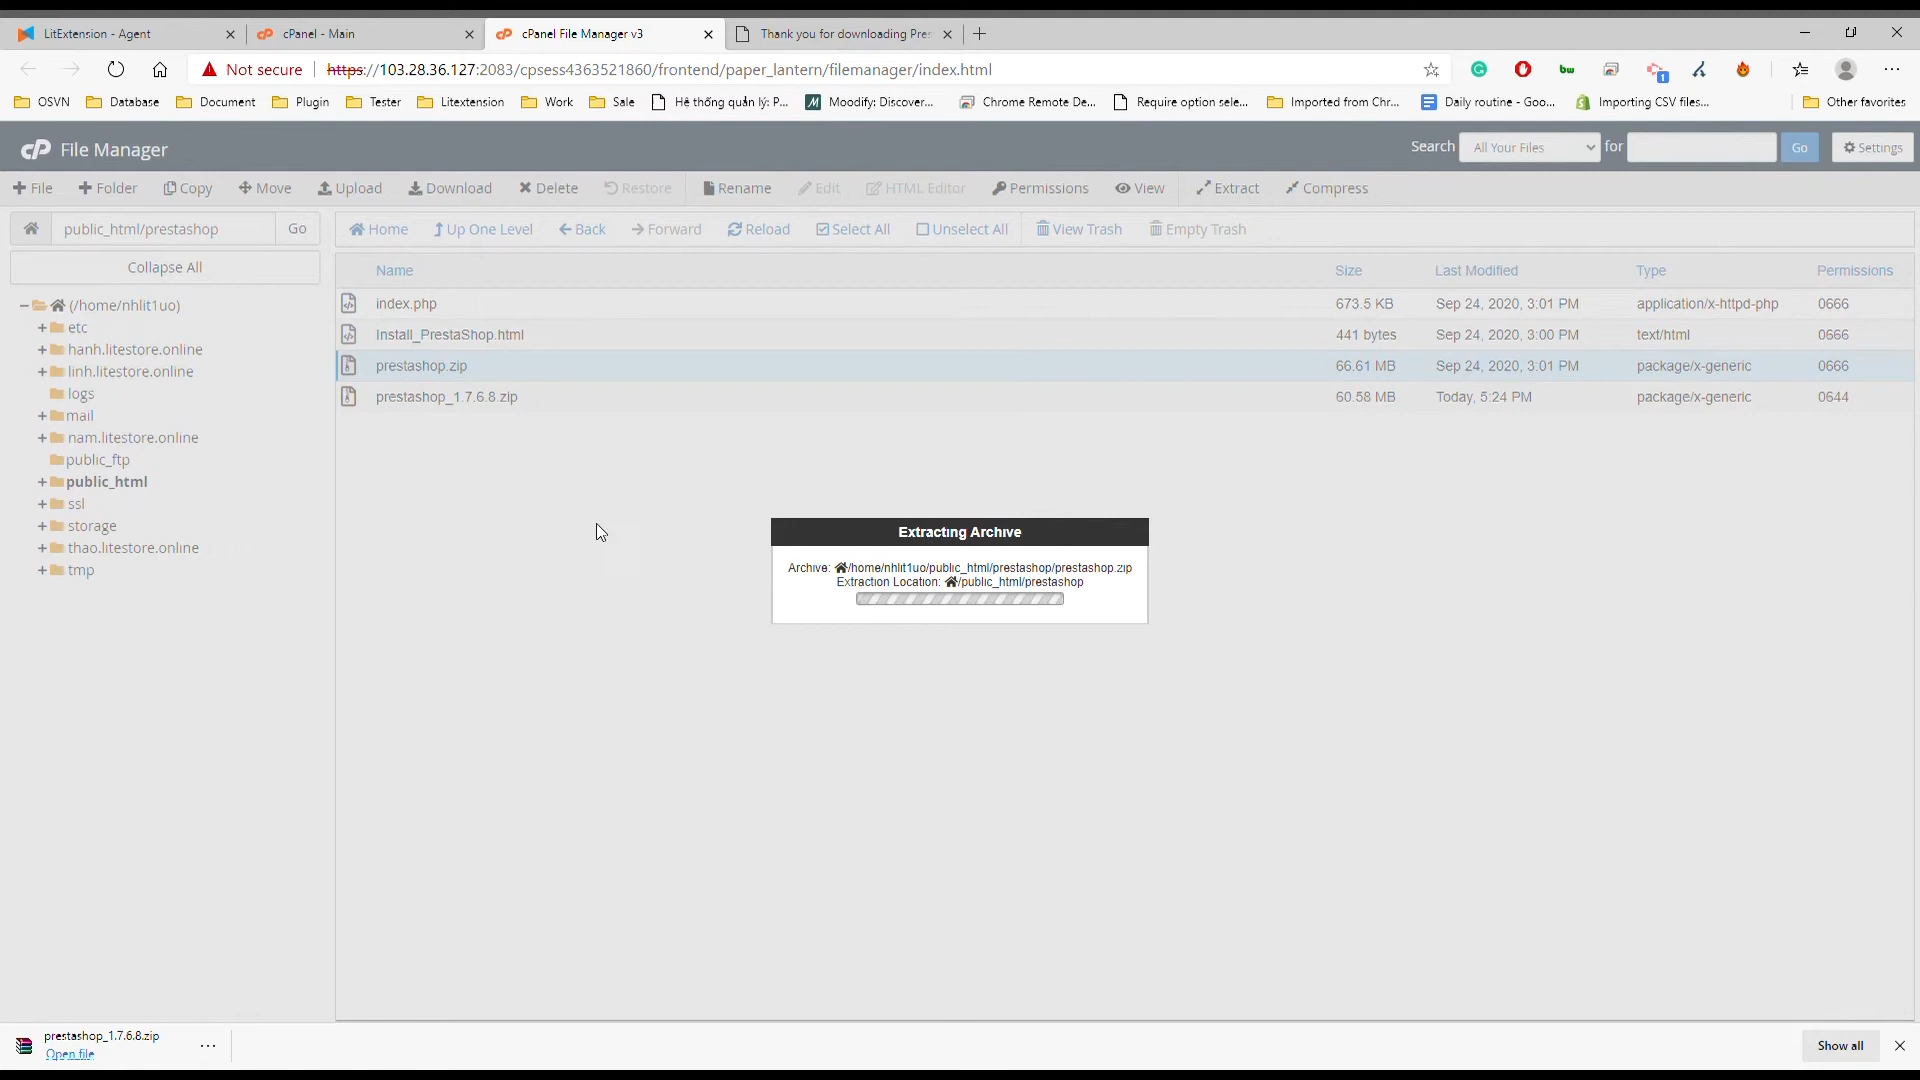 LitExtension - Agent
cPanel - Main
cPanel File Manager v3
Thank you for downloading Pres
Not secure
https://103.28.36.127:2083/cpsess4363521860/frontend/paper_lantern/filemanager/index.html
OSVN
Database
Document
Plugin
Tester
Litextension
Work
Sale
Hệ thống quản lý: P...
Moodify: Discover...
Chrome Remote De...
Require option sele...
Imported from Chr...
Daily routine - Goo...
Importing CSV files...
Other favorites
cP File Manager
Search
All Your Files
for
Go
Settings
File
Folder
Copy
Move
Upload
Download
Delete
Restore
Rename
Edit
HTML Editor
Permissions
View
Extract
Compress
public_html/prestashop
Go
Home
Up One Level
Back
Forward
Reload
Select All
Unselect All
View Trash
Empty Trash
Collapse All
(/home/nhlit1uo)
etc
hanh.litestore.online
linh.litestore.online
logs
mail
nam.litestore.online
public_ftp
public_html
ssl
storage
thao.litestore.online
tmp
Name Size Last Modified Type Permissions
index.php 673.5 KB Sep 24, 2020, 3:01 PM application/x-httpd-php 0666
Install_PrestaShop.html 441 bytes Sep 24, 2020, 3:00 PM text/html 0666
prestashop.zip 66.61 MB Sep 24, 2020, 3:01 PM package/x-generic 0666
prestashop_1.7.6.8.zip 60.58 MB Today, 5:24 PM package/x-generic 0644
Extracting Archive
Archive: /home/nhlit1uo/public_html/prestashop/prestashop.zip
Extraction Location: /public_html/prestashop
prestashop_1.7.6.8.zip
Open file
Show all